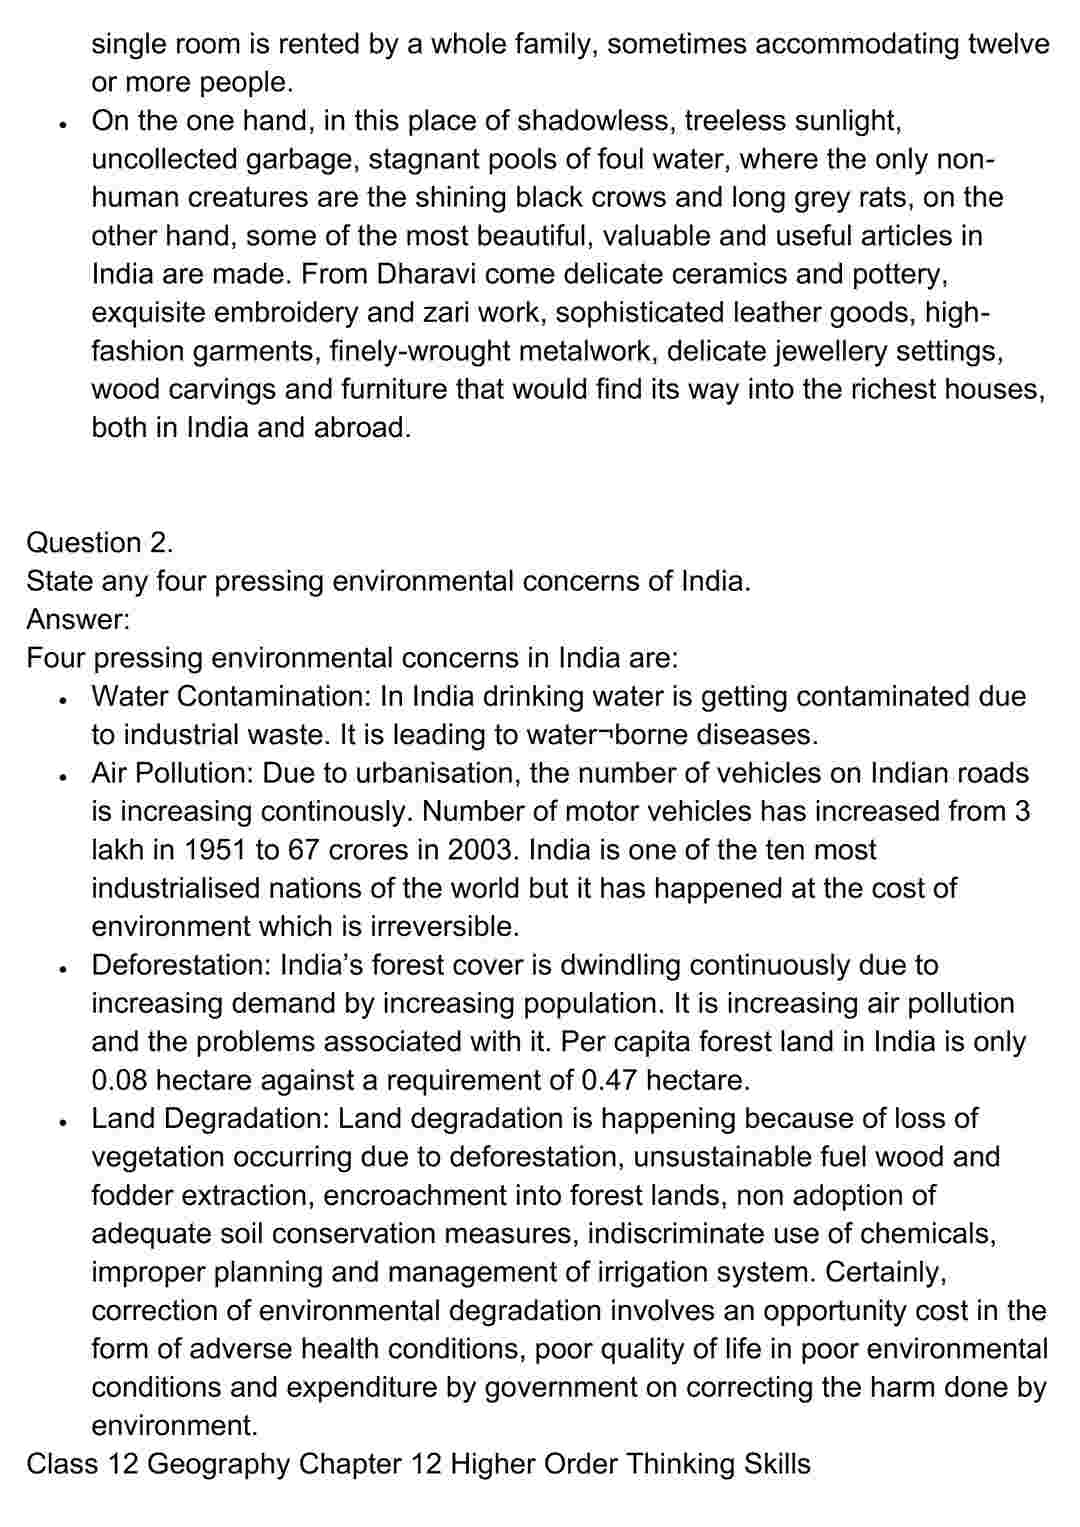 single room is rented by a whole family, sometimes accommodating twelve
or more people.
• On the one hand, in this place of shadowless, treeless sunlight,
uncollected garbage, stagnant pools of foul water, where the only non-
human creatures are the shining black crows and long grey rats, on the
other hand, some of the most beautiful, valuable and useful articles in
India are made. From Dharavi come delicate ceramics and pottery,
exquisite embroidery and zari work, sophisticated leather goods, high-
fashion garments, finely-wrought metalwork, delicate jewellery settings,
wood carvings and furniture that would find its way into the richest houses,
both in India and abroad.
Question 2.
State any four pressing environmental concerns of India.
Answer:
Four pressing environmental concerns in India are:
• Water Contamination: In India drinking water is getting contaminated due
to industrial waste. It is leading to water¬borne diseases.
• Air Pollution: Due to urbanisation, the number of vehicles on Indian roads
is increasing continously. Number of motor vehicles has increased from 3
lakh in 1951 to 67 crores in 2003. India is one of the ten most
industrialised nations of the world but it has happened at the cost of
environment which is irreversible.
• Deforestation: India’s forest cover is dwindling continuously due to
increasing demand by increasing population. It is increasing air pollution
and the problems associated with it. Per capita forest land in India is only
0.08 hectare against a requirement of 0.47 hectare.
• Land Degradation: Land degradation is happening because of loss of
vegetation occurring due to deforestation, unsustainable fuel wood and
fodder extraction, encroachment into forest lands, non adoption of
adequate soil conservation measures, indiscriminate use of chemicals,
improper planning and management of irrigation system. Certainly,
correction of environmental degradation involves an opportunity cost in the
form of adverse health conditions, poor quality of life in poor environmental
conditions and expenditure by government on correcting the harm done by
environment.
Class 12 Geography Chapter 12 Higher Order Thinking Skills